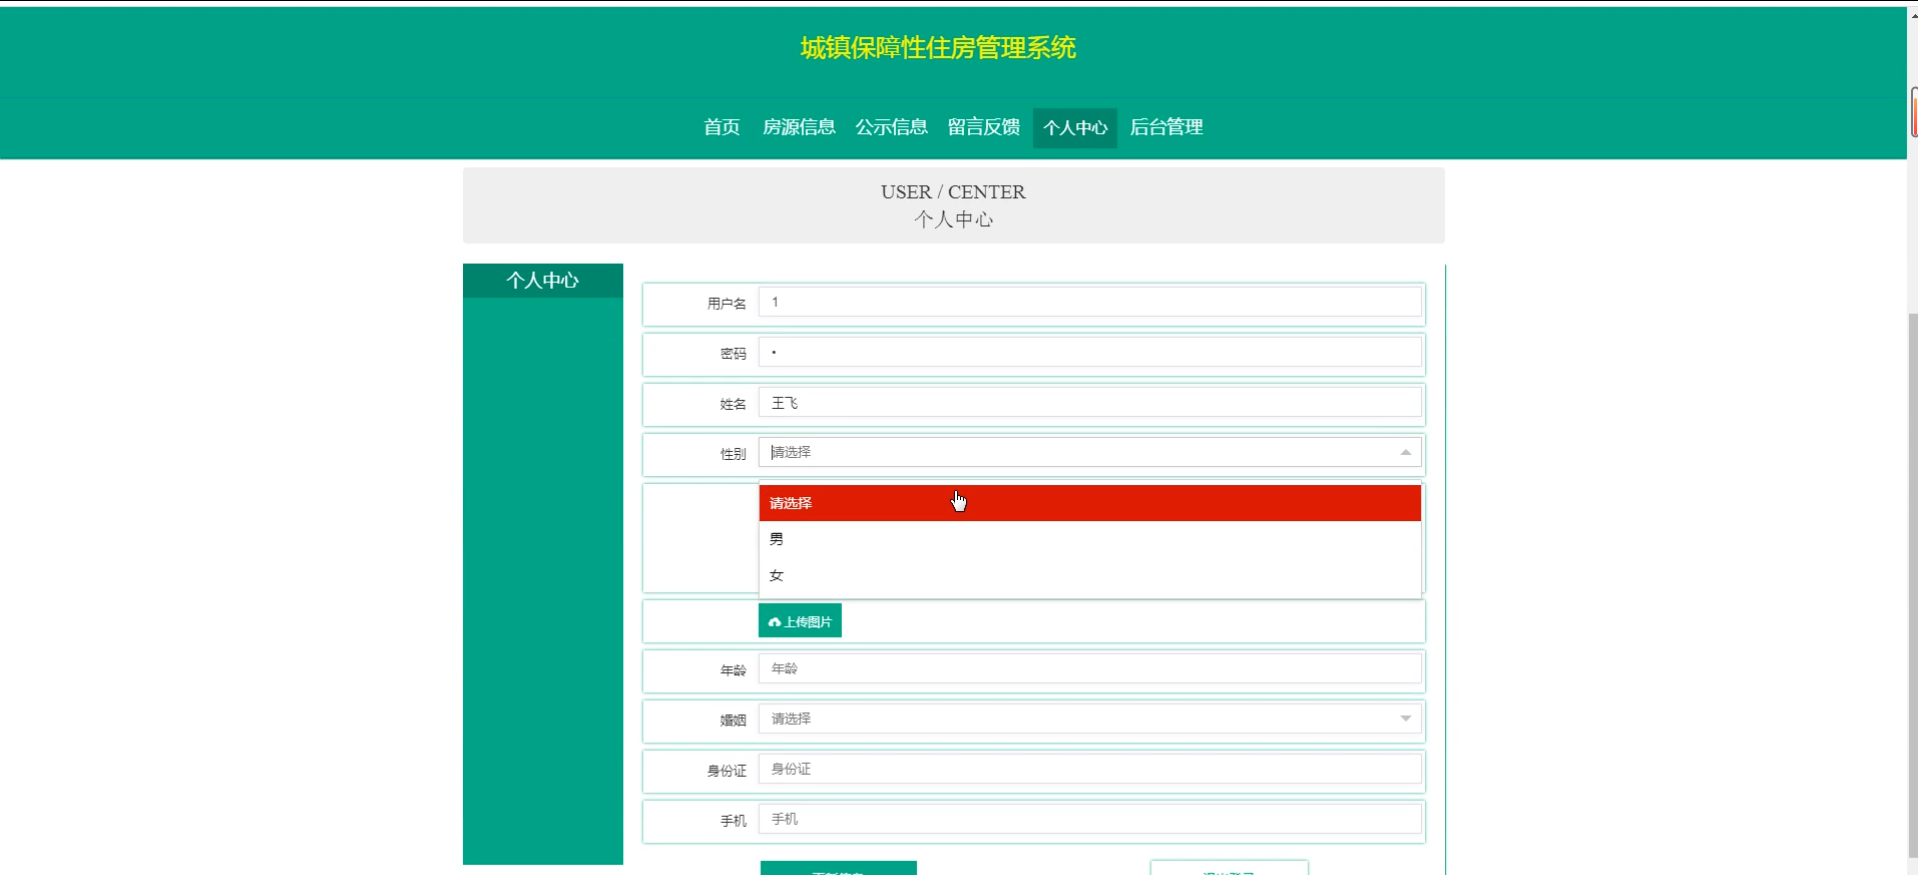 城镇保障性住房管理系统
首页 房源信息 公示信息 留言反馈 个人中心 后台管理
USER / CENTER
个人中心
个人中心
用户名 1
密码 •
姓名 王飞
性别 请选择
请选择
男
女
上传图片
年龄 年龄
婚姻 请选择
身份证 身份证
手机 手机